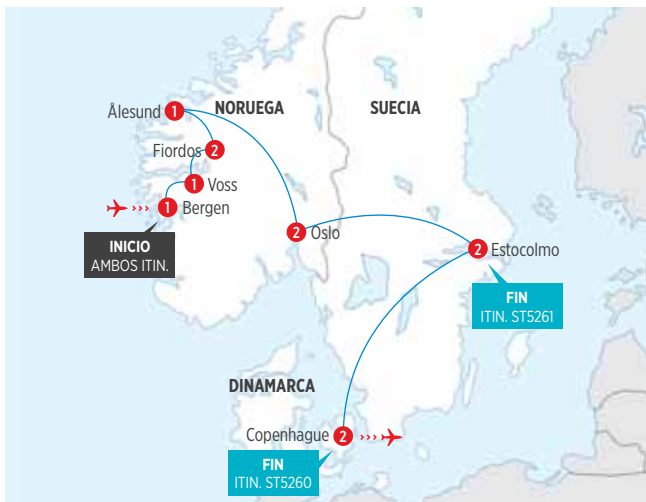 NORUEGA
SUECIA
Ålesund 1
Fiordos 2
1 Voss
1 Bergen
INICIO
AMBOS ITIN.
2 Oslo
2 Estocolmo
FIN
ITIN. ST5261
DINAMARCA
Copenhague 2
FIN
ITIN. ST5260